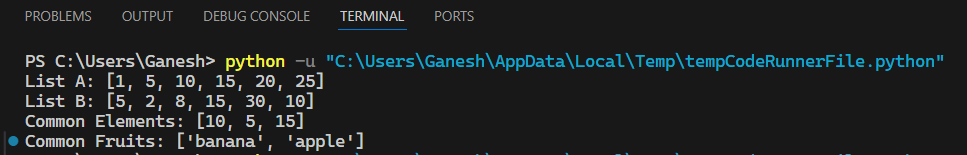 PROBLEMS OUTPUT DEBUG CONSOLE TERMINAL PORTS
PS C:\Users\Ganesh> python -u "C:\Users\Ganesh\AppData\Local\Temp\tempCodeRunnerFile.python"
List A: [1, 5, 10, 15, 20, 25]
List B: [5, 2, 8, 15, 30, 10]
Common Elements: [10, 5, 15]
Common Fruits: ['banana', 'apple']